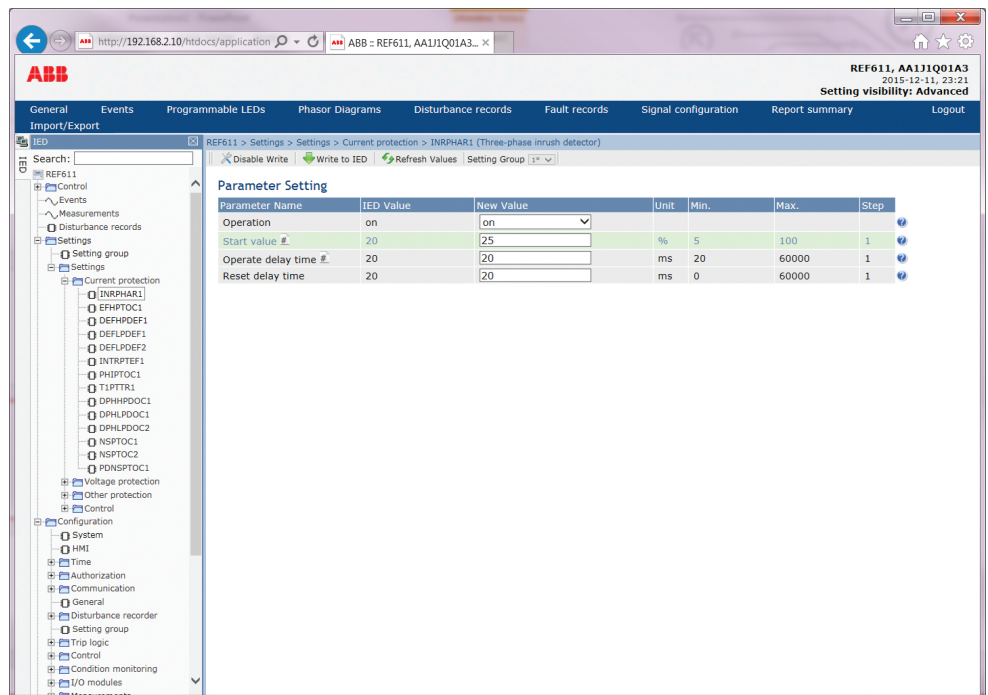 http://192.168.2.10/htdocs/application
ABB :: REF611, AA1J1Q01A3...
ABB
REF611, AA1J1Q01A3
2015-12-11, 23:21
Setting visibility: Advanced
General Events Programmable LEDs Phasor Diagrams Disturbance records Fault records Signal configuration Report summary Logout
Import/Export
IED
IED
Search:
REF611
Control
Events
Measurements
Disturbance records
Settings
Setting group
Settings
Current protection
INRPHAR1
EFHPTOC1
DEFHPDEF1
DEFLPDEF1
DEFLPDEF2
INTRPTEF1
PHIPTOC1
T1PTTR1
DPHHPDOC1
DPHLPDOC1
DPHLPDOC2
NSPTOC1
NSPTOC2
PDNSPTOC1
Voltage protection
Other protection
Control
Configuration
System
HMI
Time
Authorization
Communication
General
Disturbance recorder
Setting group
Trip logic
Control
Condition monitoring
I/O modules
REF611 > Settings > Settings > Current protection > INRPHAR1 (Three-phase inrush detector)
Disable Write Write to IED Refresh Values Setting Group 1*
Parameter Setting
Parameter Name IED Value New Value Unit Min. Max. Step
Operation on on
Start value # 20 25 % 5 100 1
Operate delay time # 20 20 ms 20 60000 1
Reset delay time 20 20 ms 0 60000 1